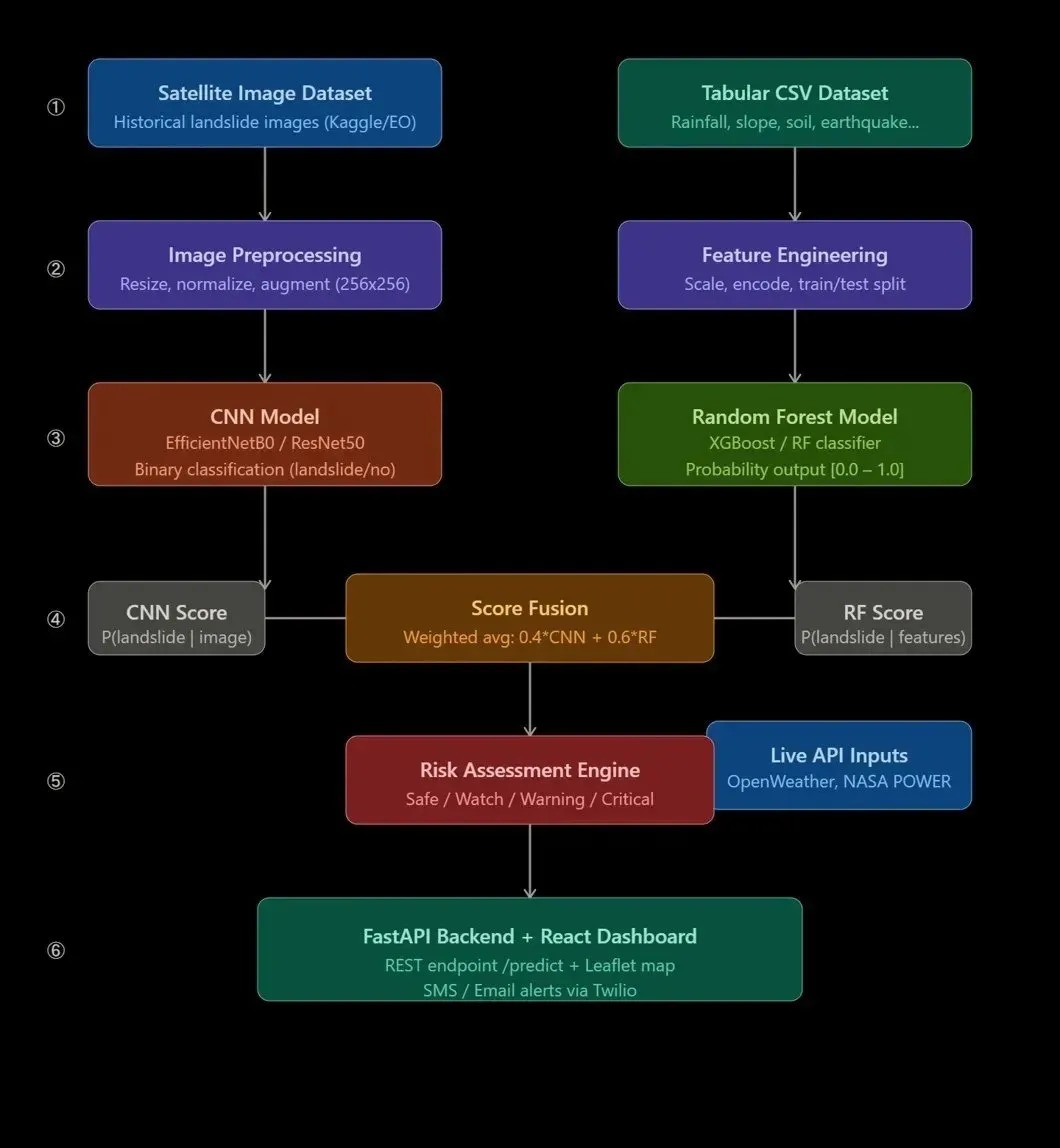 ①
Satellite Image Dataset
Historical landslide images (Kaggle/EO)
Tabular CSV Dataset
Rainfall, slope, soil, earthquake...
②
Image Preprocessing
Resize, normalize, augment (256x256)
Feature Engineering
Scale, encode, train/test split
③
CNN Model
EfficientNetB0 / ResNet50
Binary classification (landslide/no)
Random Forest Model
XGBoost / RF classifier
Probability output [0.0 – 1.0]
④
CNN Score
P(landslide | image)
Score Fusion
Weighted avg: 0.4*CNN + 0.6*RF
RF Score
P(landslide | features)
⑤
Risk Assessment Engine
Safe / Watch / Warning / Critical
Live API Inputs
OpenWeather, NASA POWER
⑥
FastAPI Backend + React Dashboard
REST endpoint /predict + Leaflet map
SMS / Email alerts via Twilio